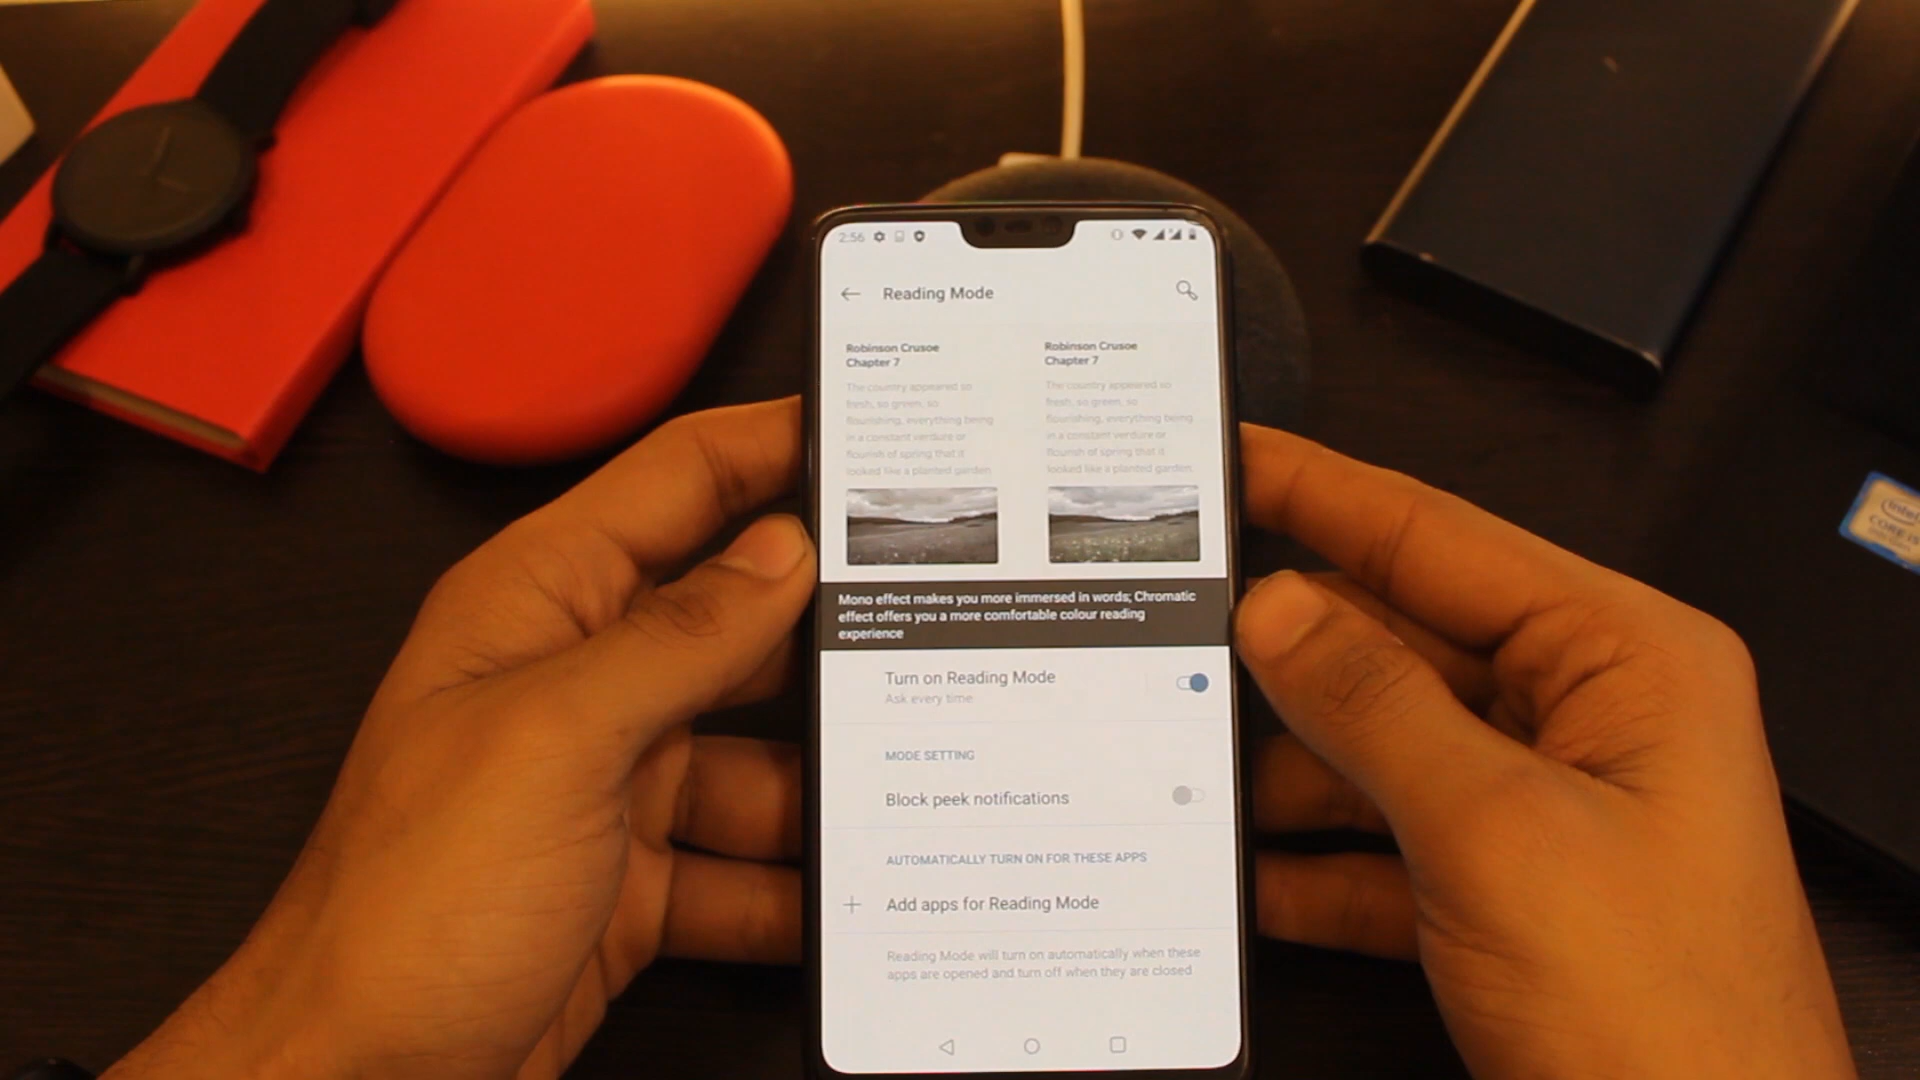 2:56
Reading Mode
Robinson Crusoe
Chapter 7
The country appeared so
fresh, so green, so
flourishing, everything being
in a constant verdure or
flourish of spring that it
looked like a planted garden
Robinson Crusoe
Chapter 7
The country appeared so
fresh, so green, so
flourishing, everything being
in a constant verdure or
flourish of spring that it
looked like a planted garden
Mono effect makes you more immersed in words; Chromatic
effect offers you a more comfortable colour reading
experience
Turn on Reading Mode
Ask every time
MODE SETTING
Block peek notifications
AUTOMATICALLY TURN ON FOR THESE APPS
Add apps for Reading Mode
Reading Mode will turn on automatically when these
apps are opened and turn off when they are closed
intel
CORE i5